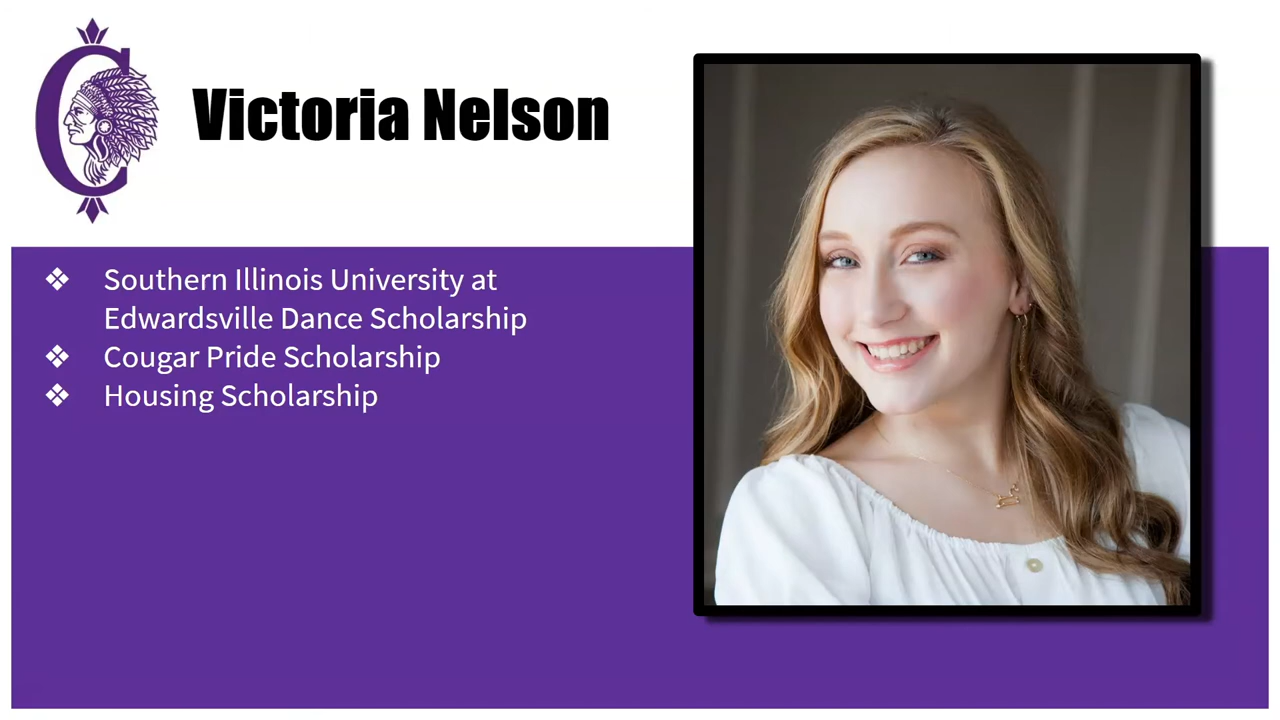 Victoria Nelson
❖ Southern Illinois University at
Edwardsville Dance Scholarship
❖ Cougar Pride Scholarship
❖ Housing Scholarship